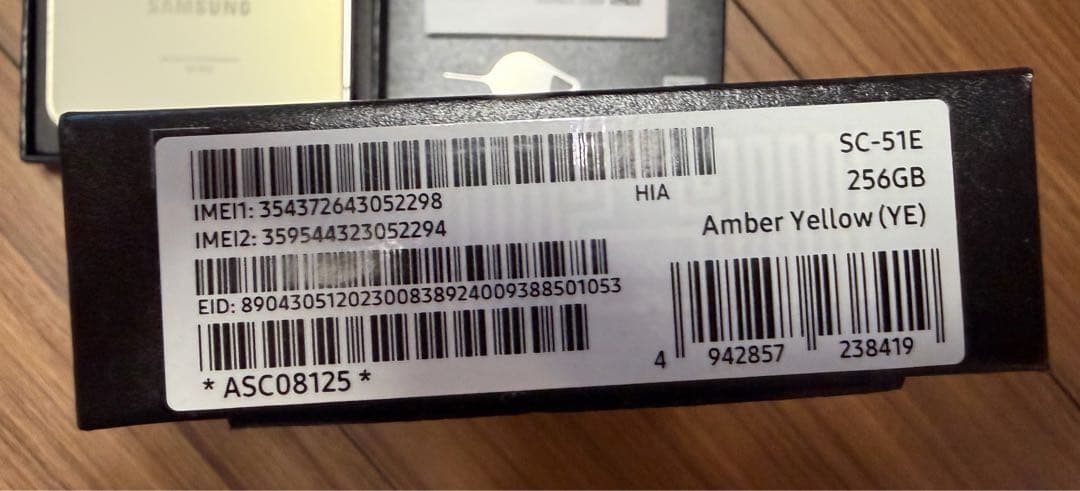 SAMSUNG
SC-51E
256GB
Amber Yellow (YE)
HIA
IMEI1: 354372643052298
IMEI2: 359544323052294
EID: 89043051202300838924009388501053
* ASC08125 *
4 942857 238419